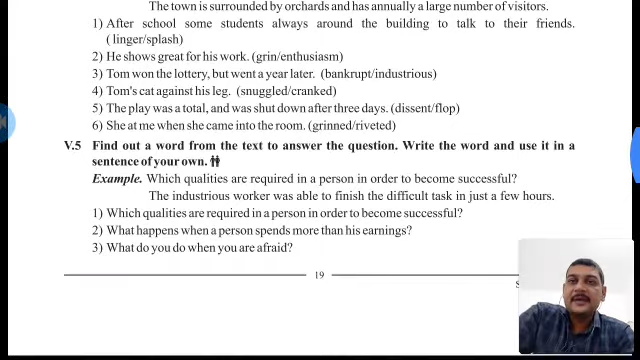 The town is surrounded by orchards and has annually a large number of visitors.
1) After school some students always around the building to talk to their friends.
(linger/splash)
2) He shows great for his work. (grin/enthusiasm)
3) Tom won the lottery, but went a year later. (bankrupt/industrious)
4) Tom's cat against his leg. (snuggled/cranked)
5) The play was a total, and was shut down after three days. (dissent/flop)
6) She at me when she came into the room. (grinned/riveted)
V.5 Find out a word from the text to answer the question. Write the word and use it in a
sentence of your own.
Example. Which qualities are required in a person in order to become successful?
The industrious worker was able to finish the difficult task in just a few hours.
1) Which qualities are required in a person in order to become successful?
2) What happens when a person spends more than his earnings?
3) What do you do when you are afraid?
19